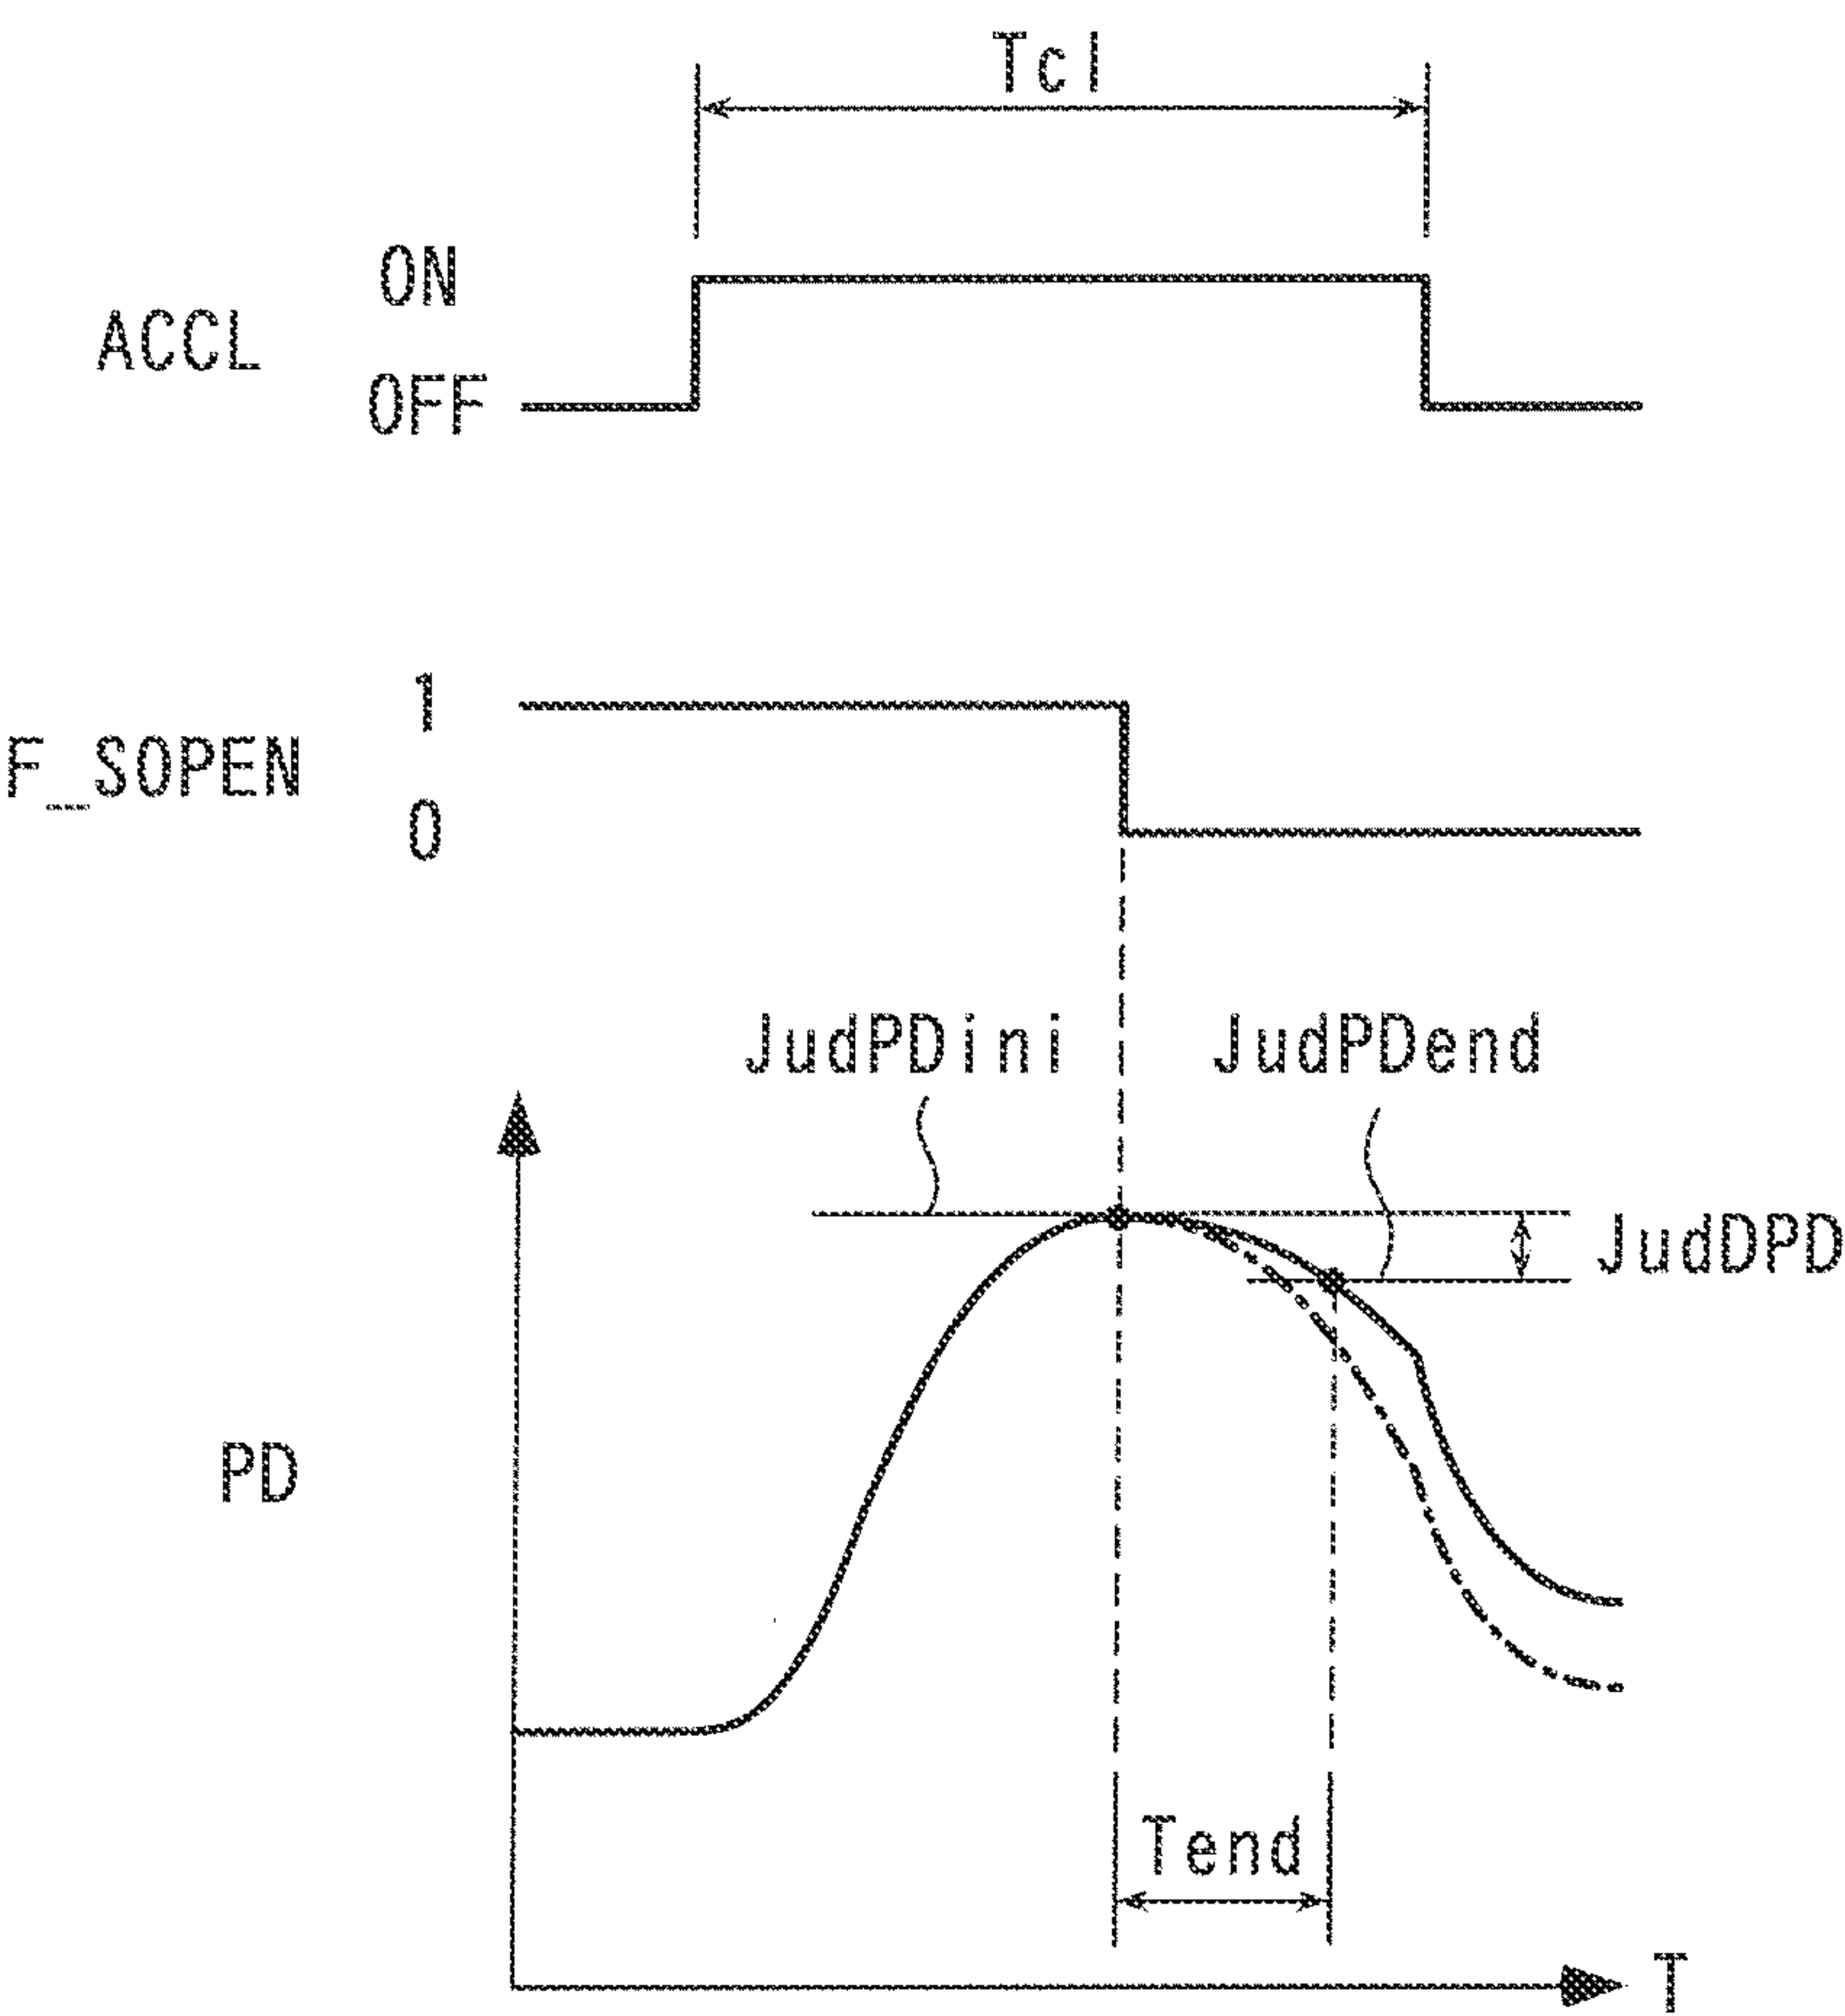 Tcl
ON
ACCL
OFF
1
F_SOPEN
0
JudPDini
JudPDend
JudDPD
PD
Tend
T